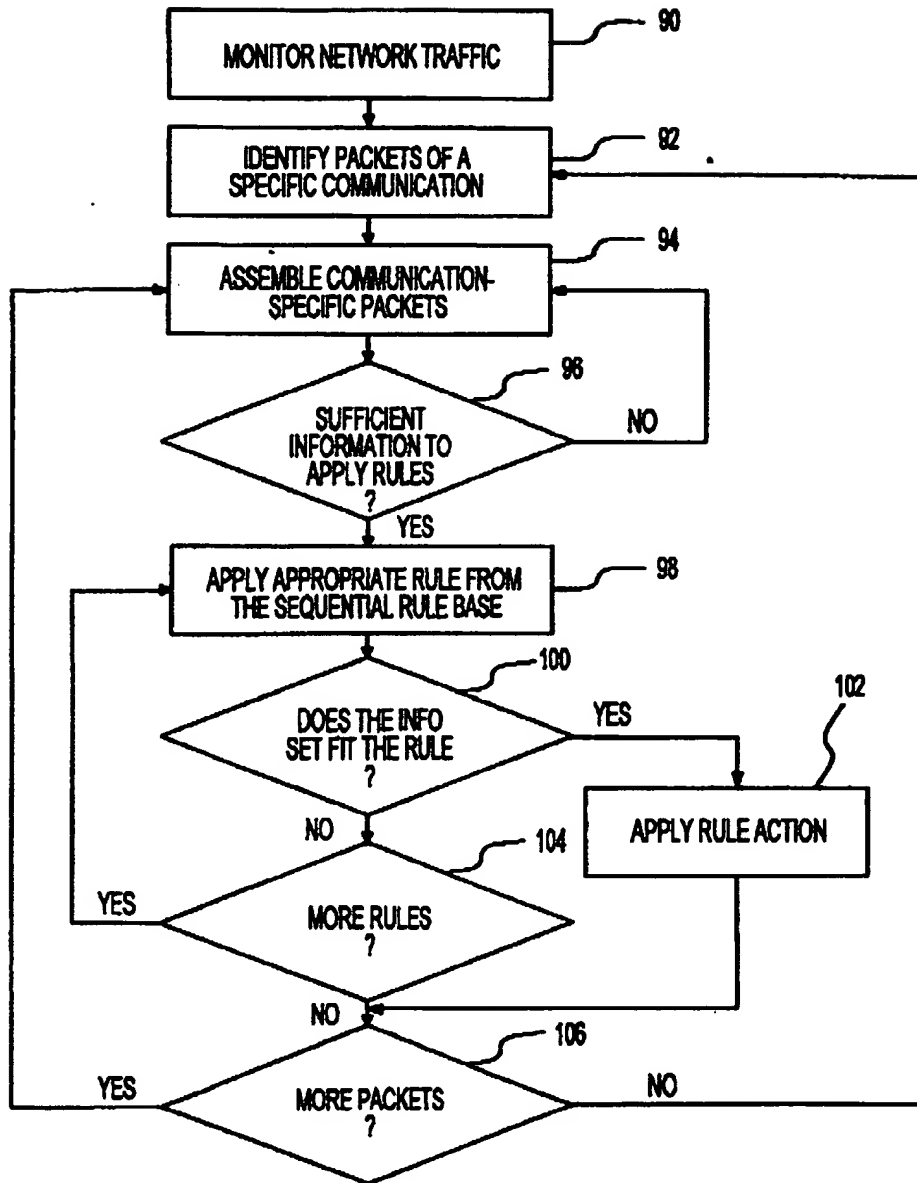 90
MONITOR NETWORK TRAFFIC
92
IDENTIFY PACKETS OF A
SPECIFIC COMMUNICATION
94
ASSEMBLE COMMUNICATION-
SPECIFIC PACKETS
96
SUFFICIENT
INFORMATION TO
APPLY RULES
?
NO
YES
98
APPLY APPROPRIATE RULE FROM
THE SEQUENTIAL RULE BASE
100
DOES THE INFO
SET FIT THE RULE
?
YES
102
APPLY RULE ACTION
NO
104
MORE RULES
?
YES
NO
106
MORE PACKETS
?
YES
NO